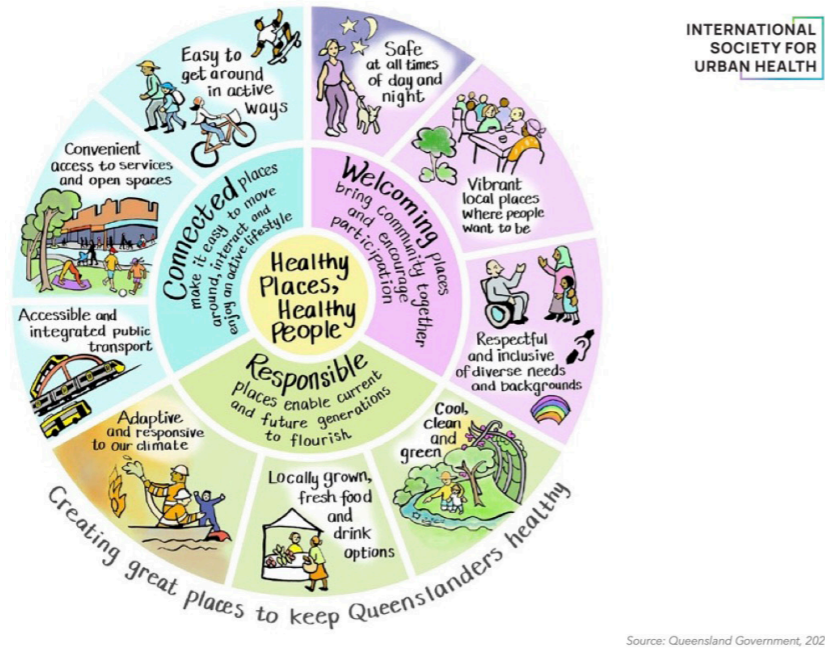 INTERNATIONAL
SOCIETY FOR
URBAN HEALTH
Easy to
get around
in active
ways
Safe
at all times
of day and
night
Convenient
access to services
and open spaces
Vibrant
local places
where people
want to be
Connected places
make it easy to move
around, interact and
enjoy an active lifestyle
Welcoming places
bring community together
and encourage
participation
Healthy
Places,
Healthy
People
Accessible and
integrated public
transport
Respectful
and inclusive
of diverse needs
and backgrounds
Responsible
places enable current
and future generations
to flourish
Adaptive
and responsive
to our climate
Locally grown,
fresh food
and
drink
options
Cool,
clean
and
green
Creating great places to keep Queenslanders healthy
Source: Queensland Government, 202